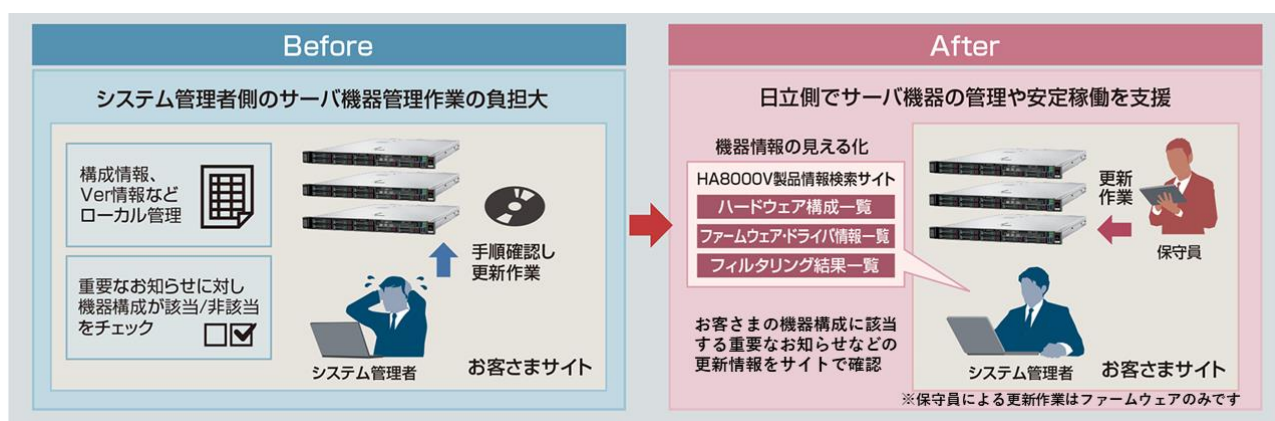 Before
システム管理者側のサーバ機器管理作業の負担大
構成情報、
Ver情報など
ローカル管理
重要なお知らせに対し
機器構成が該当/非該当
をチェック
手順確認し
更新作業
システム管理者
お客さまサイト
After
日立側でサーバ機器の管理や安定稼働を支援
機器情報の見える化
HA8000V製品情報検索サイト
ハードウェア構成一覧
ファームウェア・ドライバ情報一覧
フィルタリング結果一覧
お客さまの機器構成に該当
する重要なお知らせなどの
更新情報をサイトで確認
更新
作業
保守員
システム管理者
お客さまサイト
※保守員による更新作業はファームウェアのみです